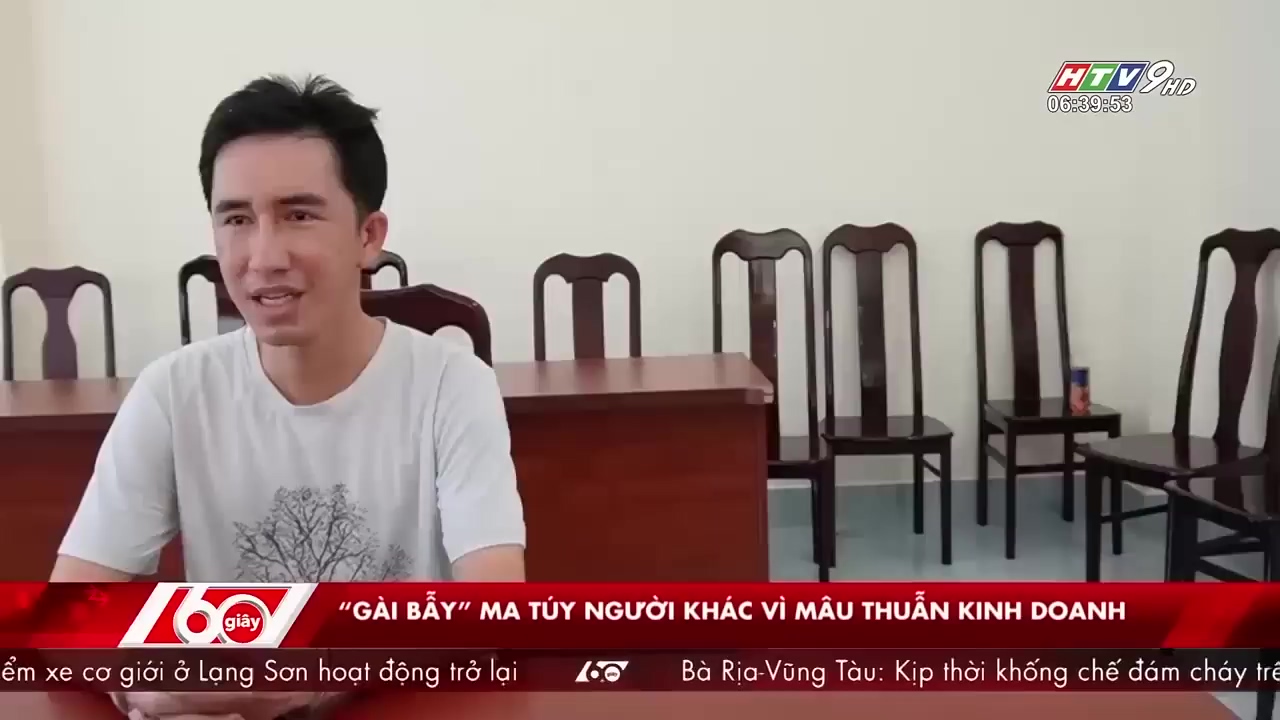 HTV9HD
06:39:53
60 giây
“GÀI BẪY” MA TÚY NGƯỜI KHÁC VÌ MÂU THUẪN KINH DOANH
ểm xe cơ giới ở Lạng Sơn hoạt động trở lại 60 giây Bà Rịa-Vũng Tàu: Kịp thời khống chế đám cháy trê